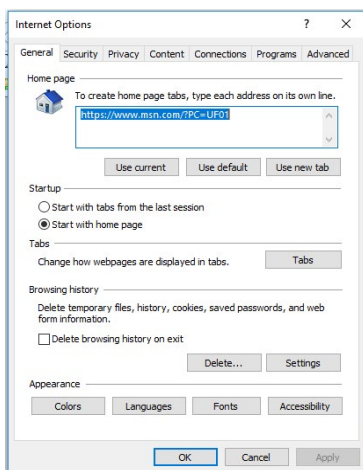 Internet Options
General Security Privacy Content Connections Programs Advanced
Home page
To create home page tabs, type each address on its own line.
https://www.msn.com/?PC=UF01
Use current Use default Use new tab
Startup
Start with tabs from the last session
Start with home page
Tabs
Change how webpages are displayed in tabs. Tabs
Browsing history
Delete temporary files, history, cookies, saved passwords, and web
form information.
Delete browsing history on exit
Delete... Settings
Appearance
Colors Languages Fonts Accessibility
OK Cancel Apply